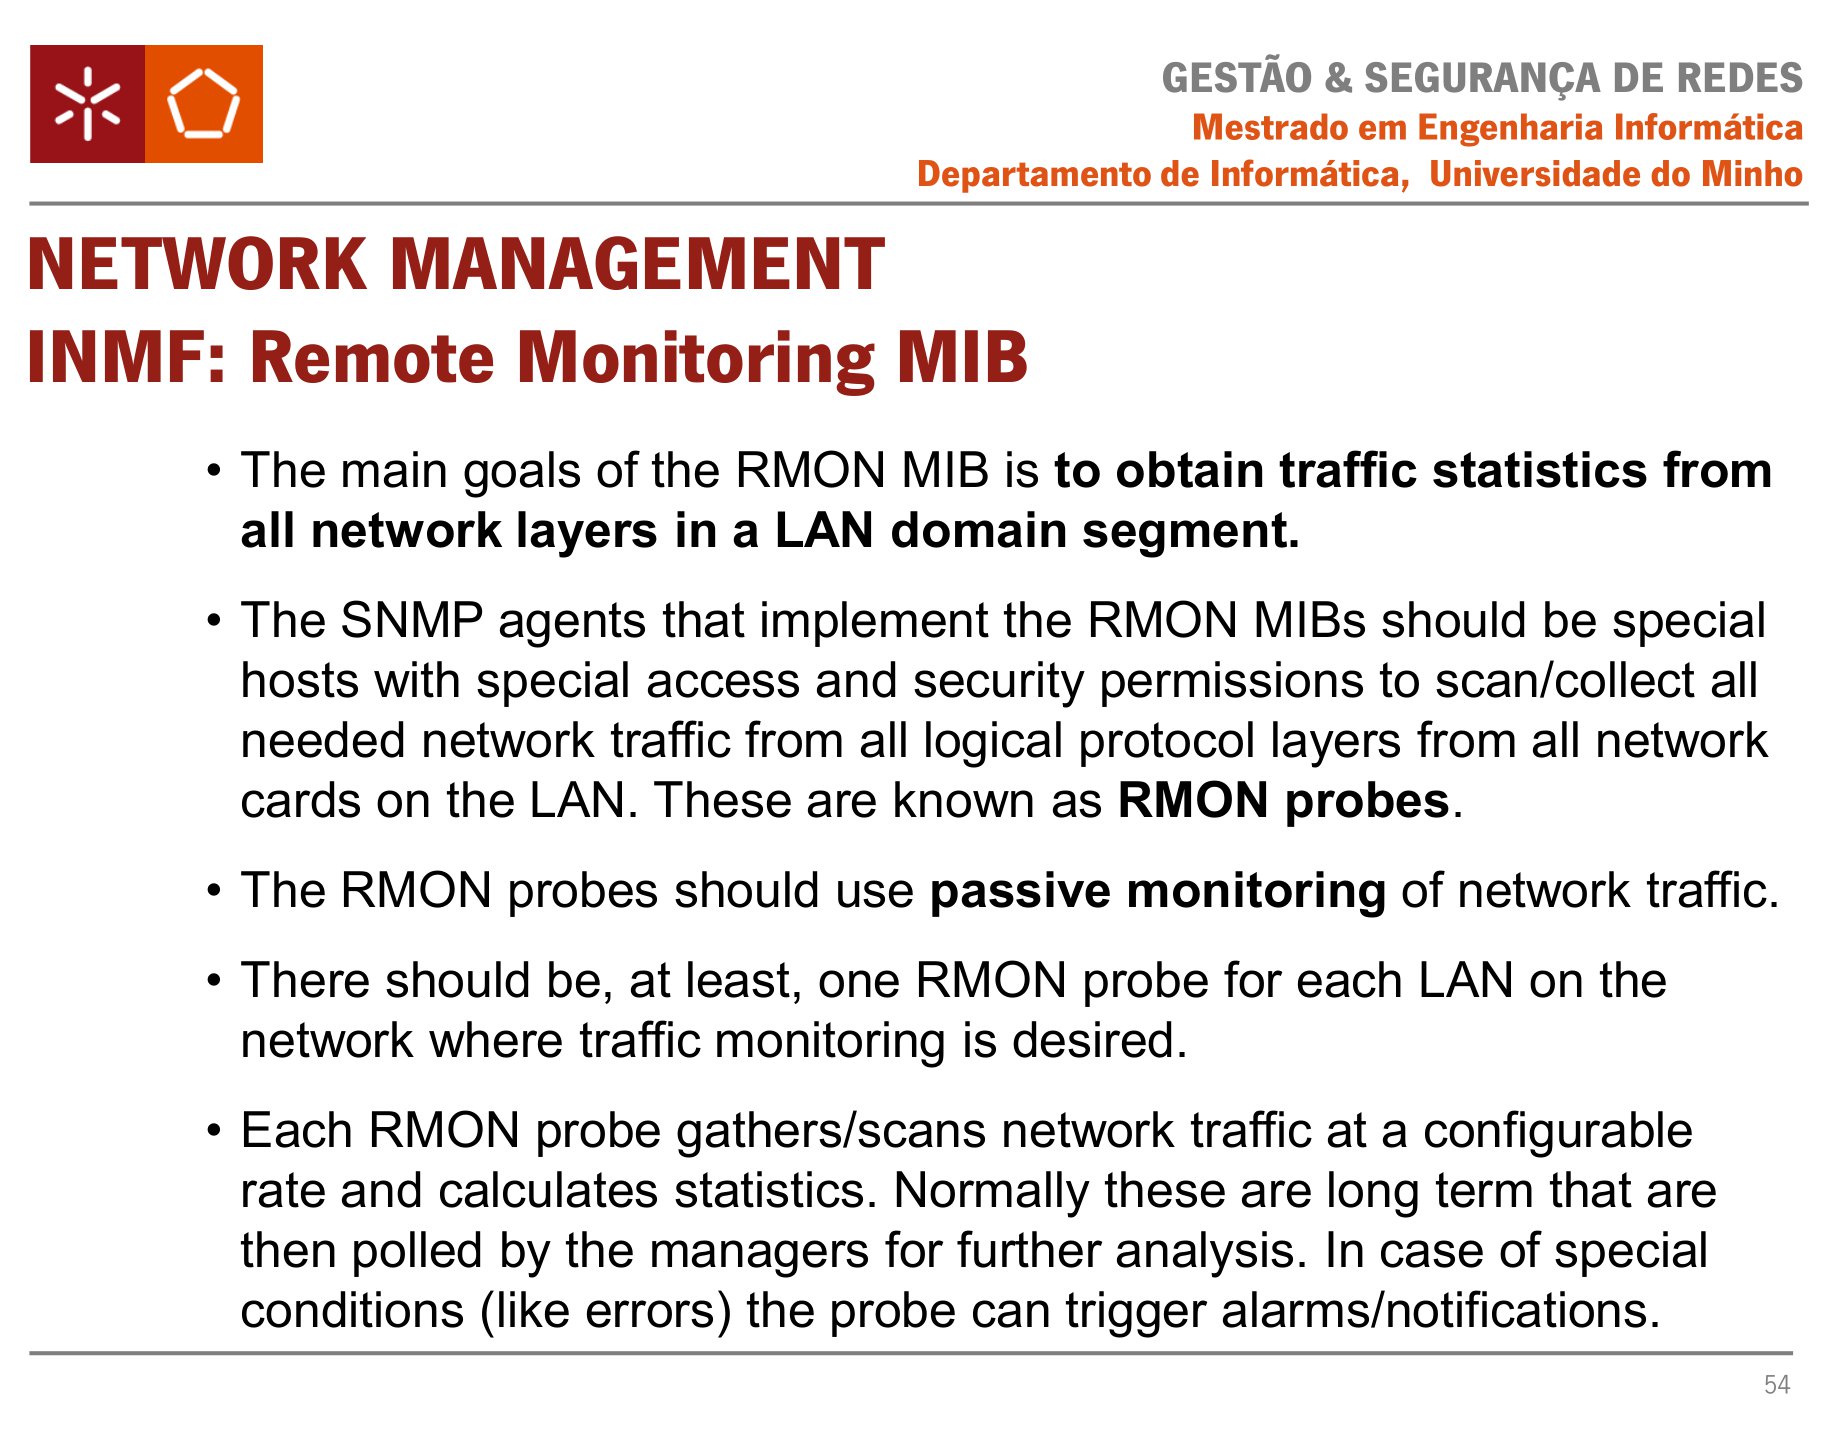 GESTÃO & SEGURANÇA DE REDES
Mestrado em Engenharia Informática
Departamento de Informática, Universidade do Minho
NETWORK MANAGEMENT
INMF: Remote Monitoring MIB
• The main goals of the RMON MIB is to obtain traffic statistics from
all network layers in a LAN domain segment.
• The SNMP agents that implement the RMON MIBs should be special
hosts with special access and security permissions to scan/collect all
needed network traffic from all logical protocol layers from all network
cards on the LAN. These are known as RMON probes.
• The RMON probes should use passive monitoring of network traffic.
• There should be, at least, one RMON probe for each LAN on the
network where traffic monitoring is desired.
• Each RMON probe gathers/scans network traffic at a configurable
rate and calculates statistics. Normally these are long term that are
then polled by the managers for further analysis. In case of special
conditions (like errors) the probe can trigger alarms/notifications.
54